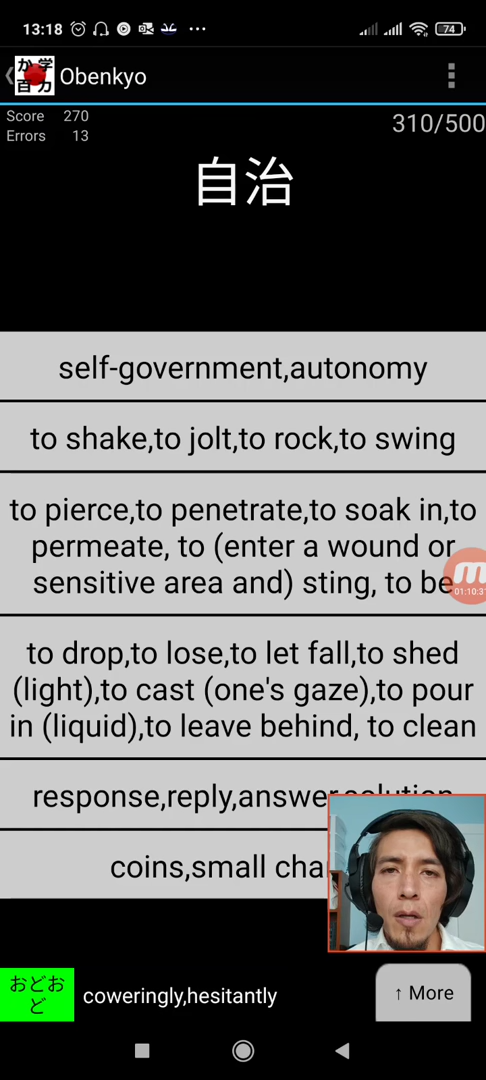 13:18
74
Obenkyo
Score 270
Errors 13
310/500
自治
self-government,autonomy
to shake,to jolt,to rock,to swing
to pierce,to penetrate,to soak in,to
permeate, to (enter a wound or
sensitive area and) sting, to be
01:10:3
to drop,to lose,to let fall,to shed
(light),to cast (one's gaze),to pour
in (liquid),to leave behind, to clean
response,reply,answer,solution
coins,small
おどお
ど
coweringly,hesitantly
↑ More